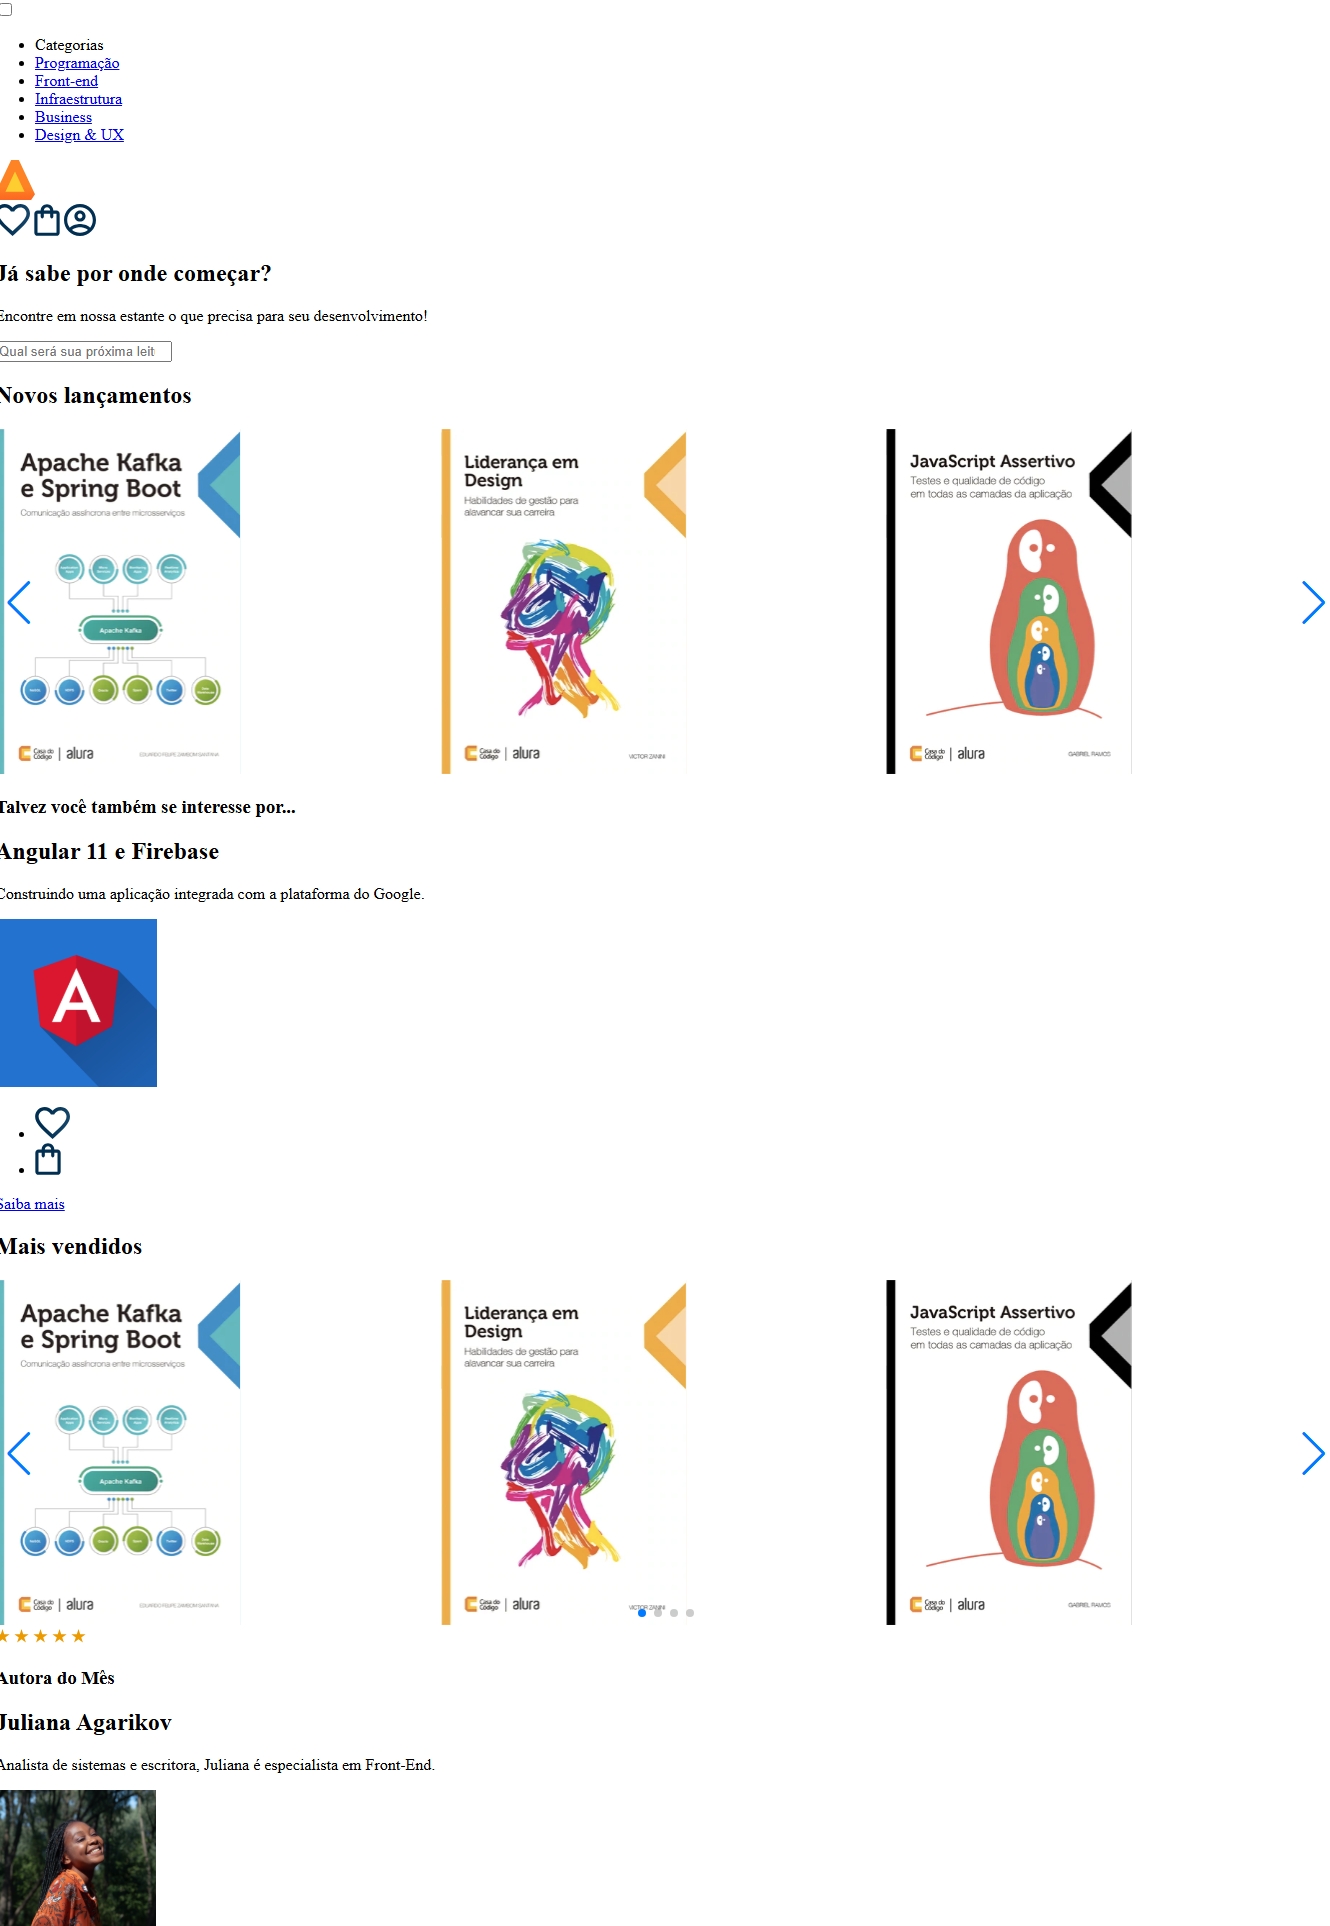 Categorias
Programação
Front-end
Infraestrutura
Business
Design & UX
Já sabe por onde começar?
Encontre em nossa estante o que precisa para seu desenvolvimento!
Qual será sua próxima leit
Novos lançamentos
Apache Kafka
e Spring Boot
Comunicação assíncrona entre microsserviços
Apache Kafka
Casa do
Código
alura
EDUARDO FELIPE ZAMBOM SANTANA
Liderança em
Design
Habilidades de gestão para
alavancar sua carreira
Casa do
Código
alura
VICTOR ZANINI
JavaScript Assertivo
Testes e qualidade de código
em todas as camadas da aplicação
Casa do
Código
alura
GABRIEL RAMOS
Talvez você também se interesse por...
Angular 11 e Firebase
Construindo uma aplicação integrada com a plataforma do Google.
A
Saiba mais
Mais vendidos
Apache Kafka
e Spring Boot
Comunicação assíncrona entre microsserviços
Apache Kafka
Casa do
Código
alura
EDUARDO FELIPE ZAMBOM SANTANA
Liderança em
Design
Habilidades de gestão para
alavancar sua carreira
Casa do
Código
alura
VICTOR ZANINI
JavaScript Assertivo
Testes e qualidade de código
em todas as camadas da aplicação
Casa do
Código
alura
GABRIEL RAMOS
Autora do Mês
Juliana Agarikov
Analista de sistemas e escritora, Juliana é especialista em Front-End.